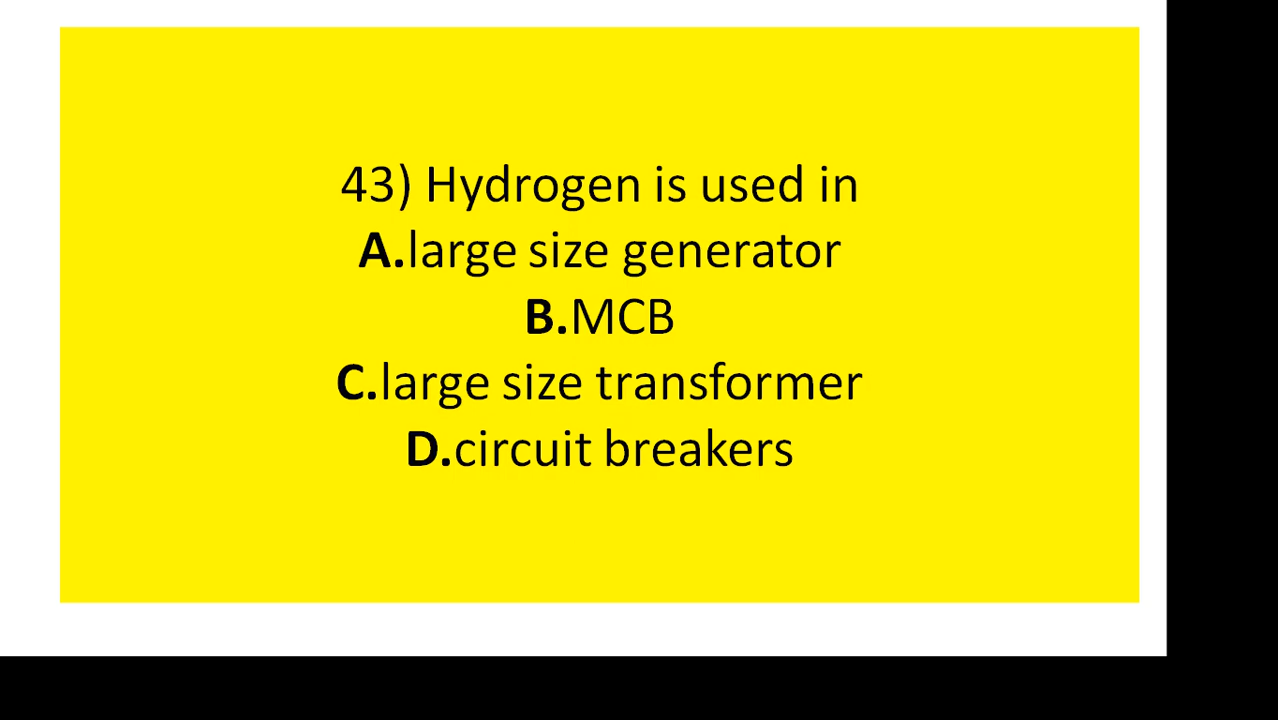 43) Hydrogen is used in
A.large size generator
B.MCB
C.large size transformer
D.circuit breakers